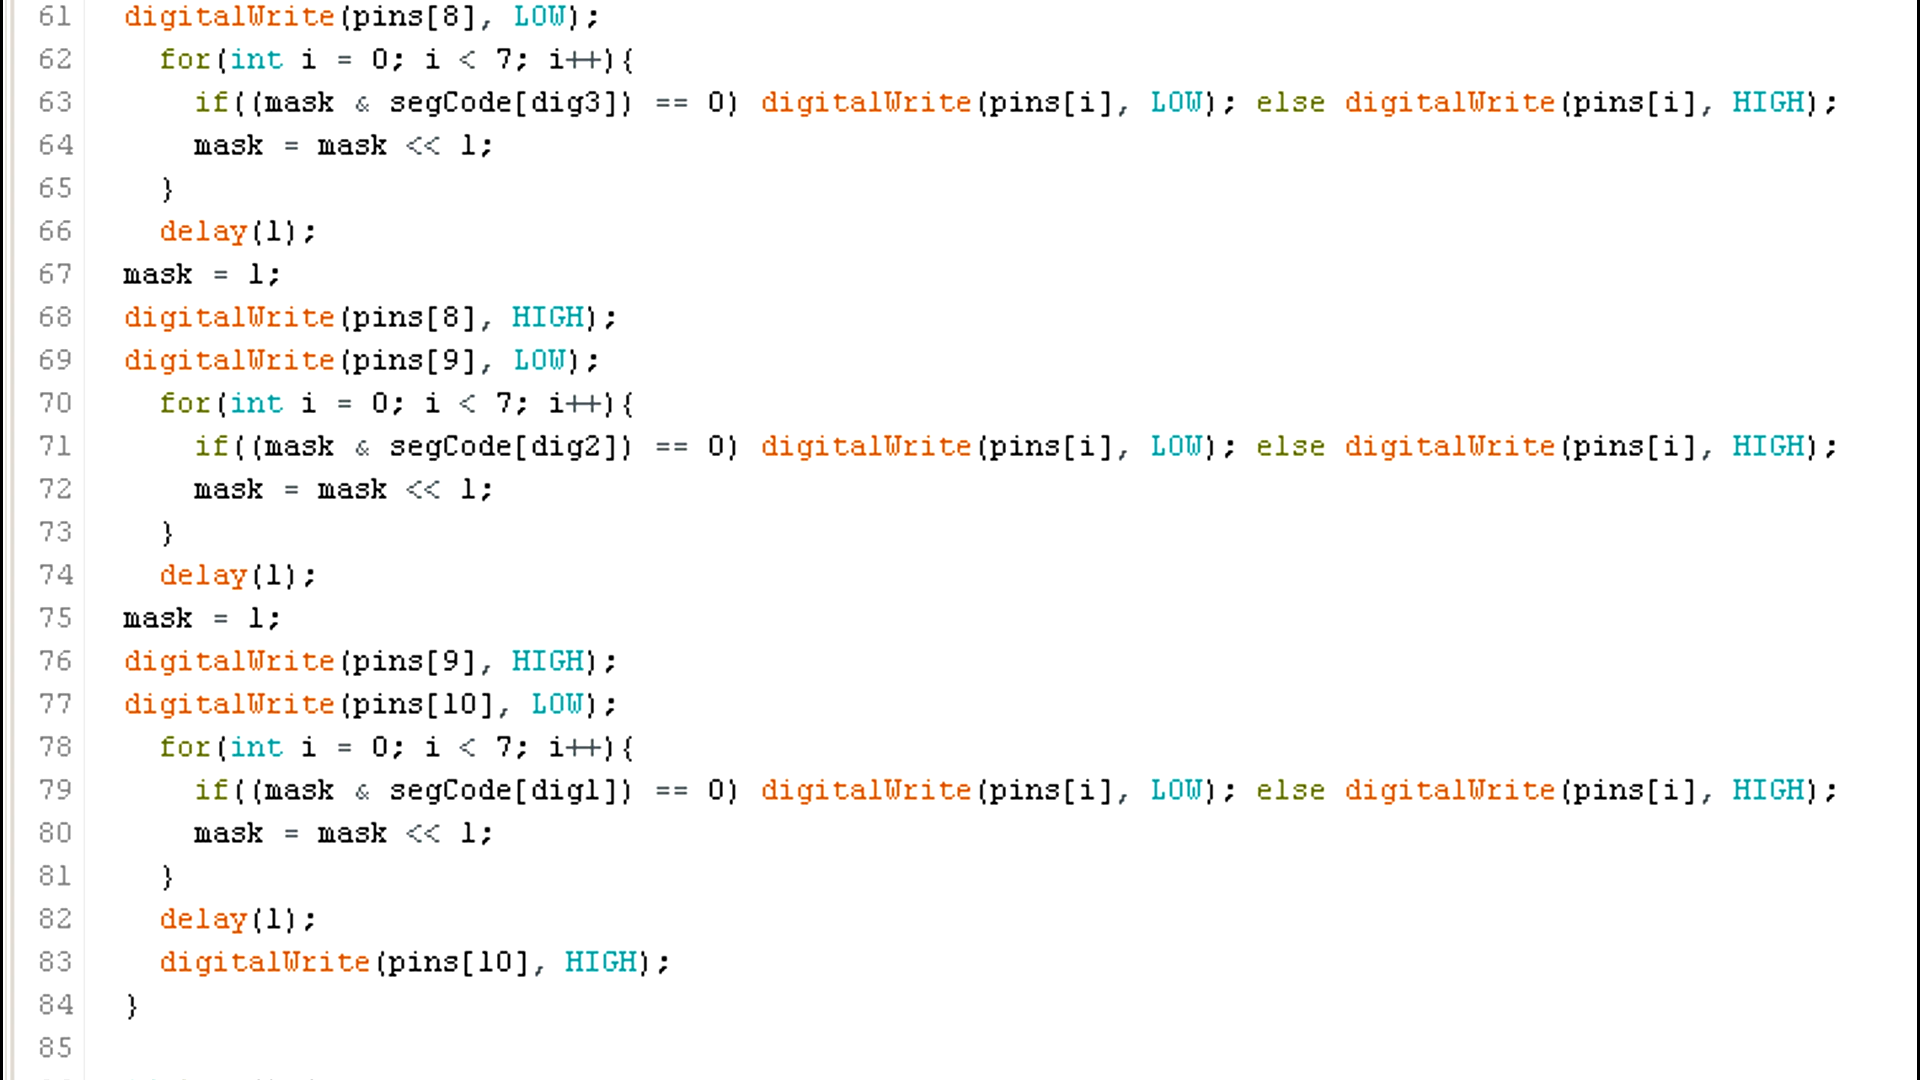 61 digitalWrite(pins[8], LOW);
62 for(int i = 0; i < 7; i++){
63 if((mask & segCode[dig3]) == 0) digitalWrite(pins[i], LOW); else digitalWrite(pins[i], HIGH);
64 mask = mask << 1;
65 }
66 delay(1);
67 mask = 1;
68 digitalWrite(pins[8], HIGH);
69 digitalWrite(pins[9], LOW);
70 for(int i = 0; i < 7; i++){
71 if((mask & segCode[dig2]) == 0) digitalWrite(pins[i], LOW); else digitalWrite(pins[i], HIGH);
72 mask = mask << 1;
73 }
74 delay(1);
75 mask = 1;
76 digitalWrite(pins[9], HIGH);
77 digitalWrite(pins[10], LOW);
78 for(int i = 0; i < 7; i++){
79 if((mask & segCode[dig1]) == 0) digitalWrite(pins[i], LOW); else digitalWrite(pins[i], HIGH);
80 mask = mask << 1;
81 }
82 delay(1);
83 digitalWrite(pins[10], HIGH);
84 }
85